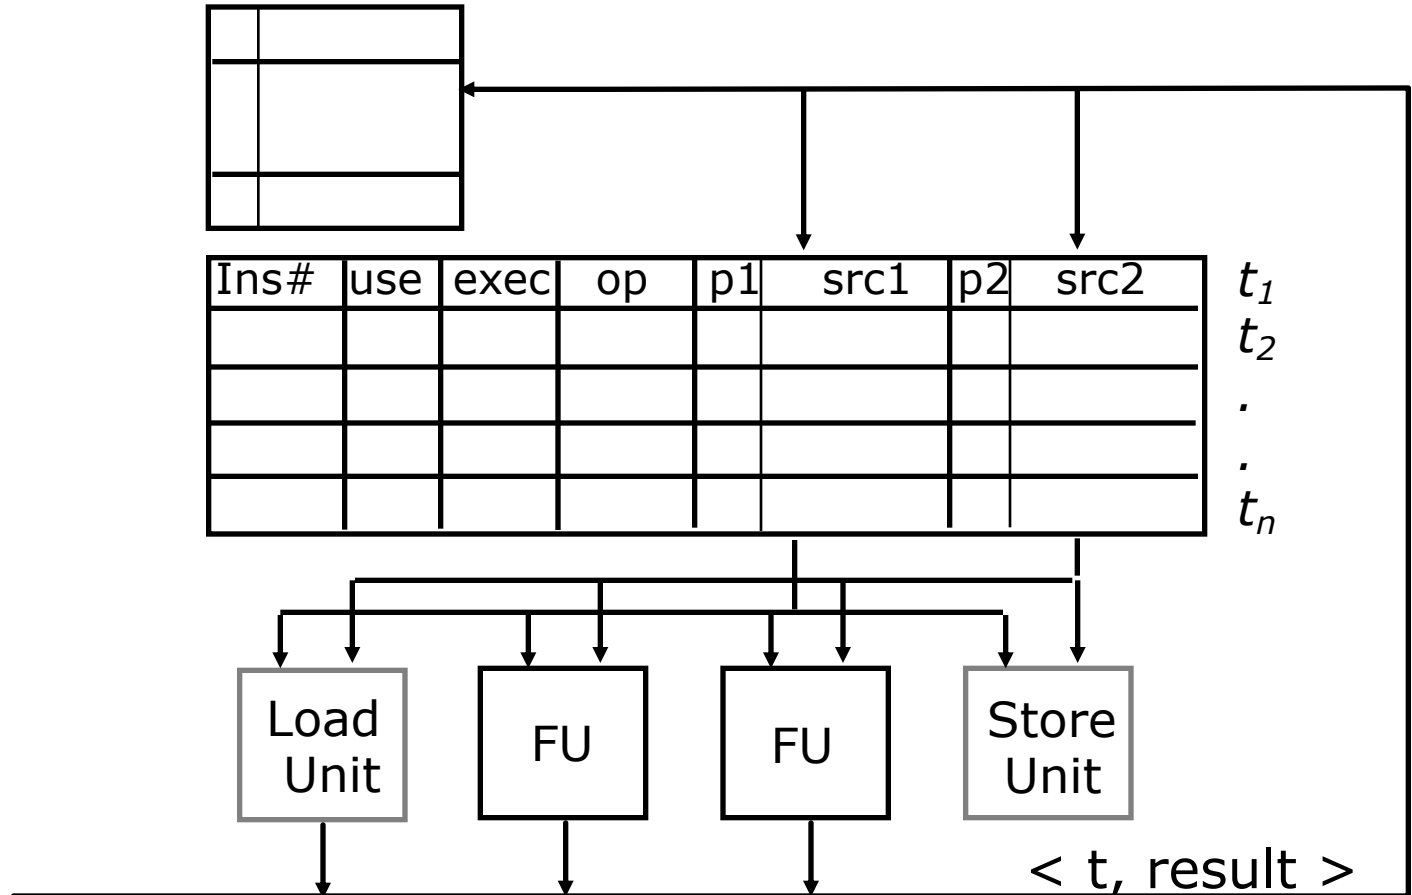 Ins# use exec op p1 src1 p2 src2 t1
t2
.
.
tn
Load
Unit
FU
FU
Store
Unit
< t, result >